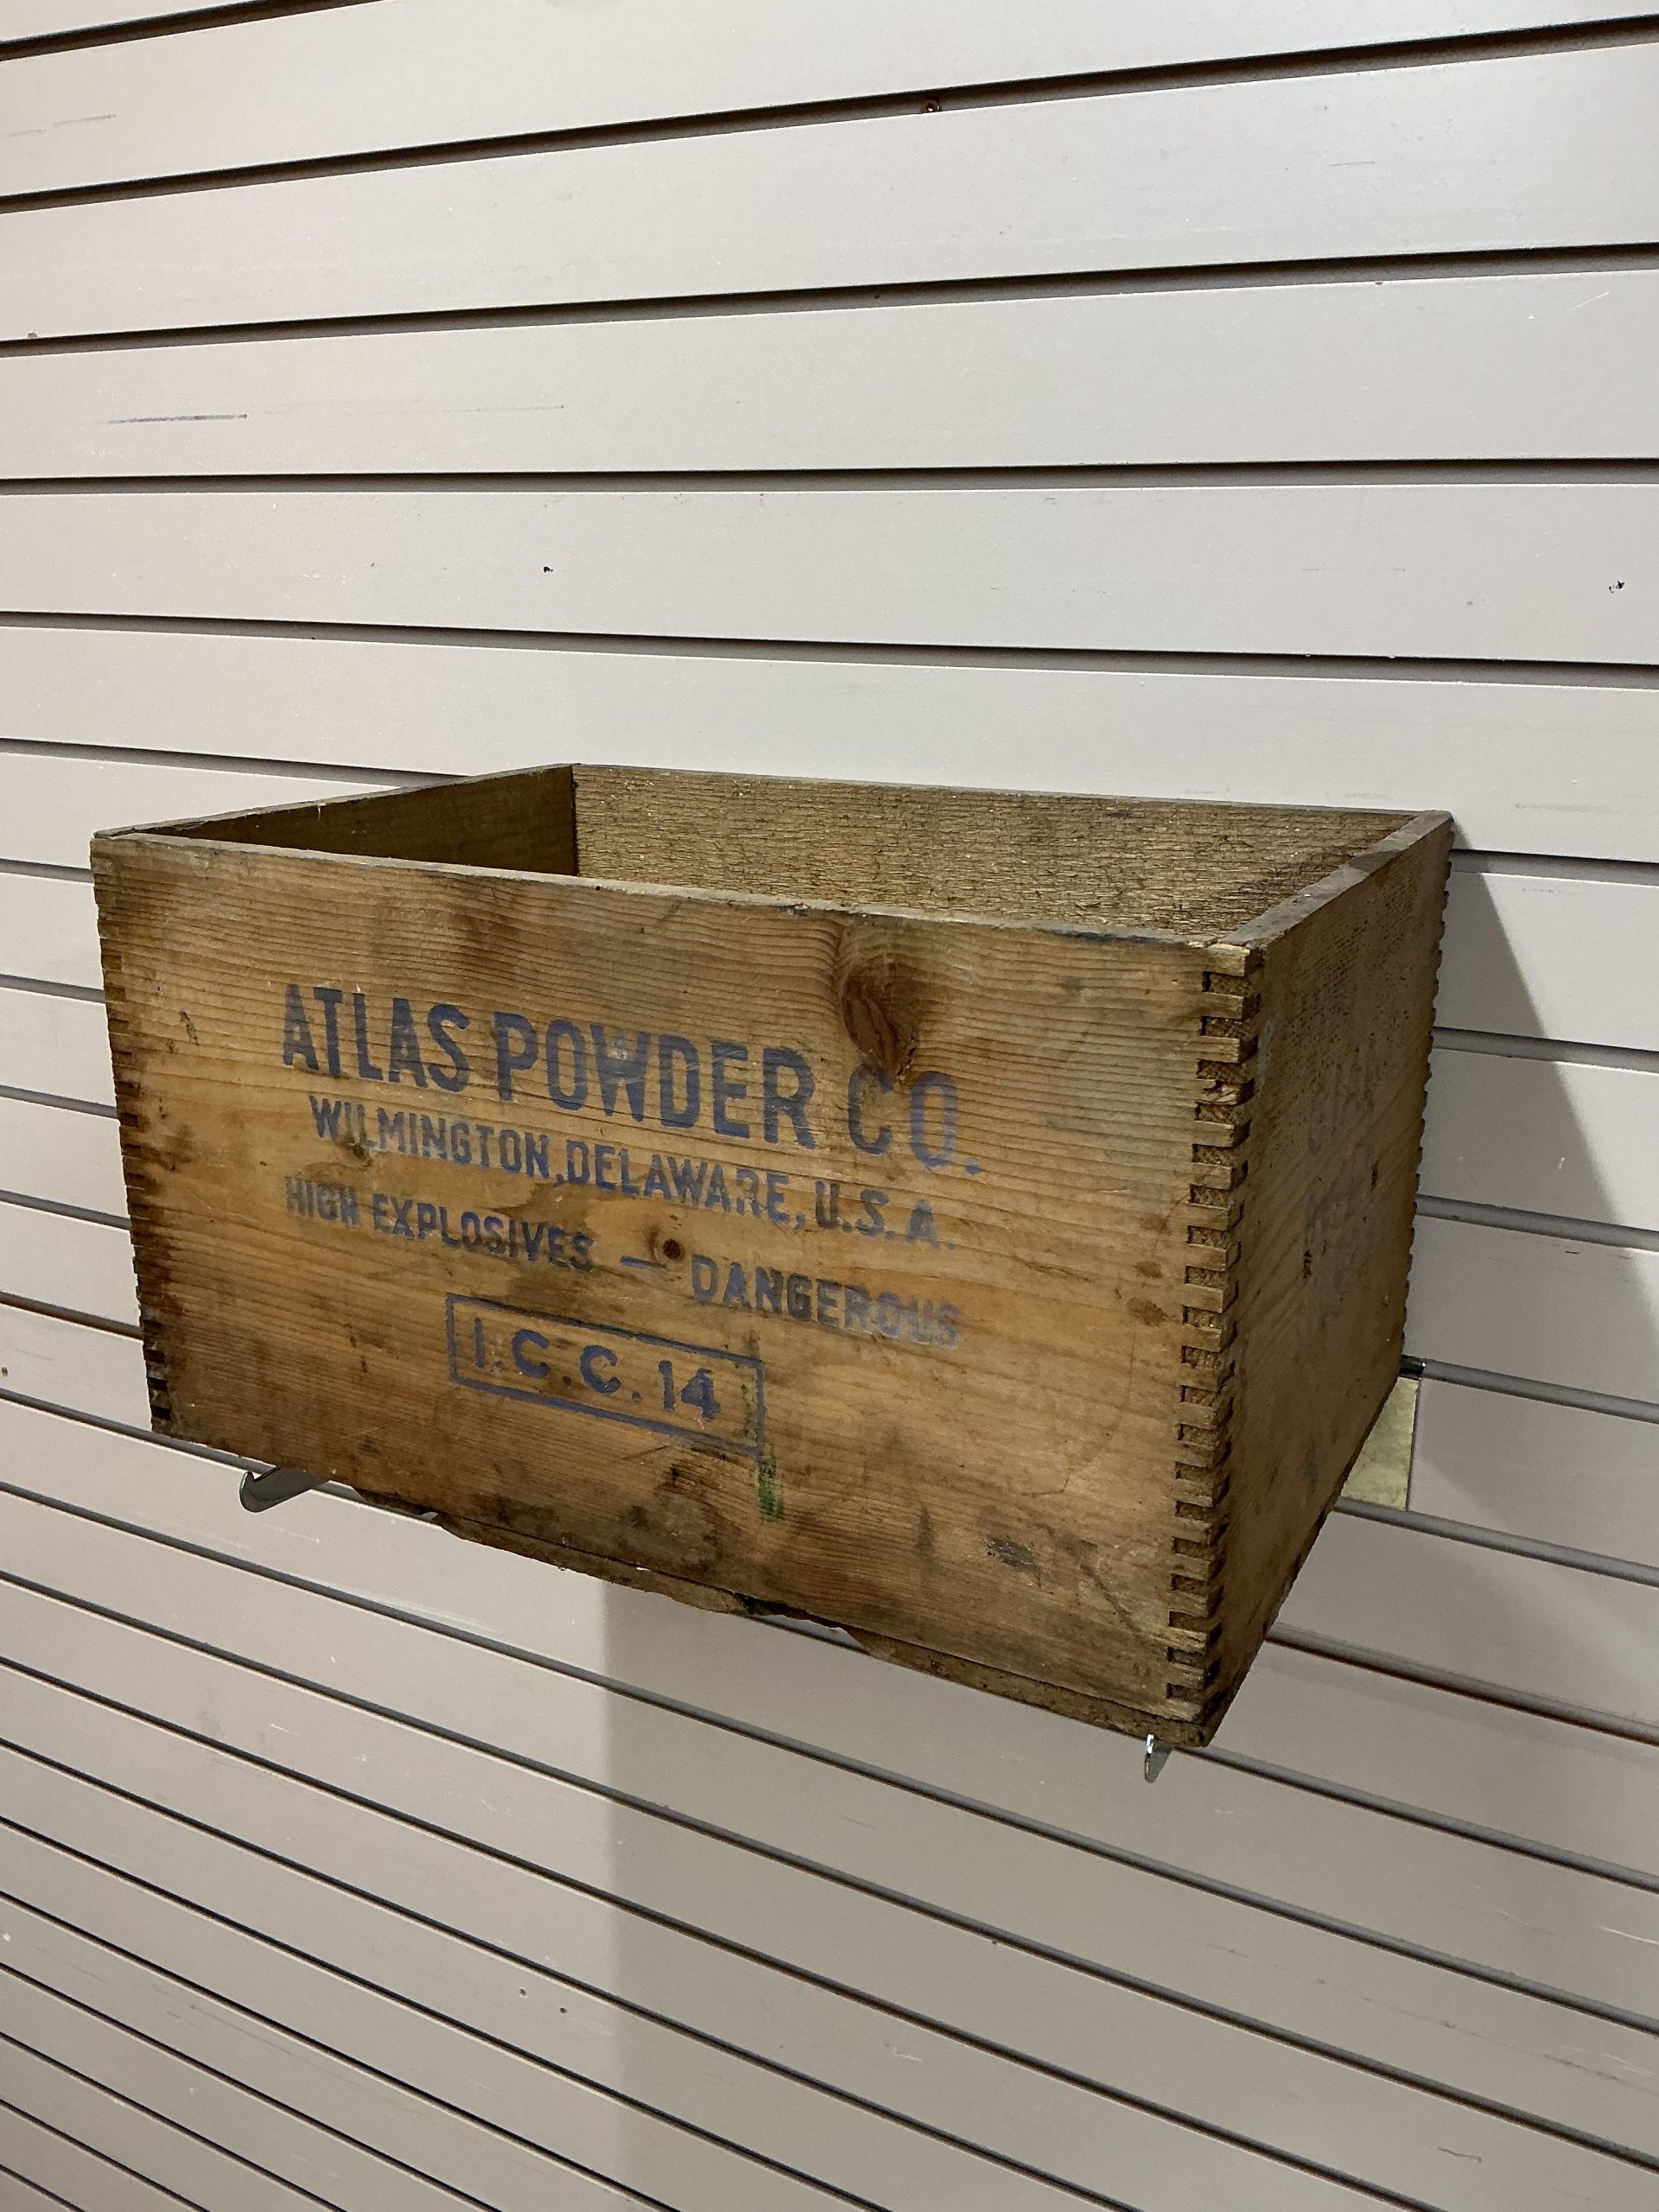 ATLAS POWDER CO.
WILMINGTON, DELAWARE, U.S.A.
HIGH EXPLOSIVES — DANGEROUS
I.C.C.14